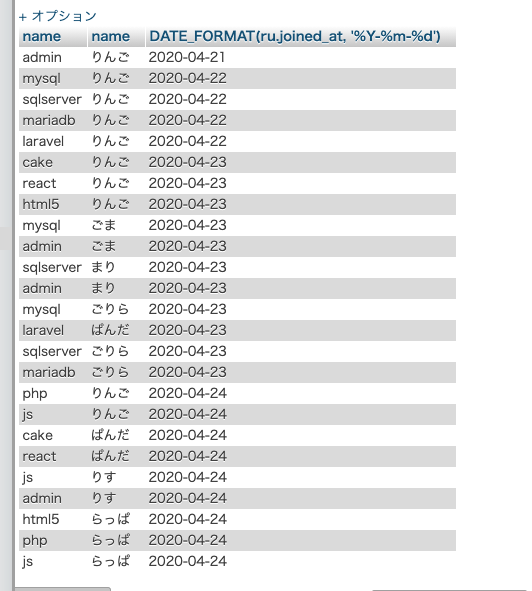 + オプション
name name DATE_FORMAT(ru.joined_at, '%Y-%m-%d')
admin りんご 2020-04-21
mysql りんご 2020-04-22
sqlserver りんご 2020-04-22
mariadb りんご 2020-04-22
laravel りんご 2020-04-22
cake りんご 2020-04-23
react りんご 2020-04-23
html5 りんご 2020-04-23
mysql ごま 2020-04-23
admin ごま 2020-04-23
sqlserver まり 2020-04-23
admin まり 2020-04-23
mysql ごりら 2020-04-23
laravel ぱんだ 2020-04-23
sqlserver ごりら 2020-04-23
mariadb ごりら 2020-04-23
php りんご 2020-04-24
js りんご 2020-04-24
cake ぱんだ 2020-04-24
react ぱんだ 2020-04-24
js りす 2020-04-24
admin りす 2020-04-24
html5 らっぱ 2020-04-24
php らっぱ 2020-04-24
js らっぱ 2020-04-24